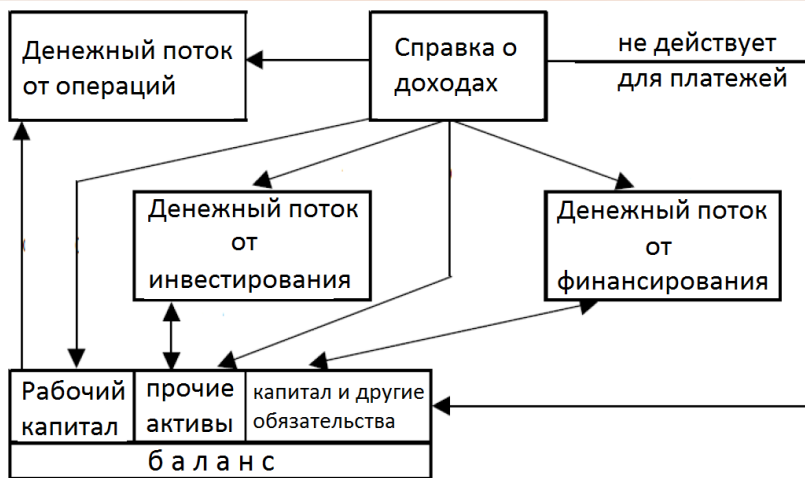 Денежный поток
от операций
Справка о
доходах
не действует
для платежей
Денежный поток
от
инвестирования
Денежный поток
от
финансирования
Рабочий
капитал
прочие
активы
капитал и другие
обязательства
б а л а н с